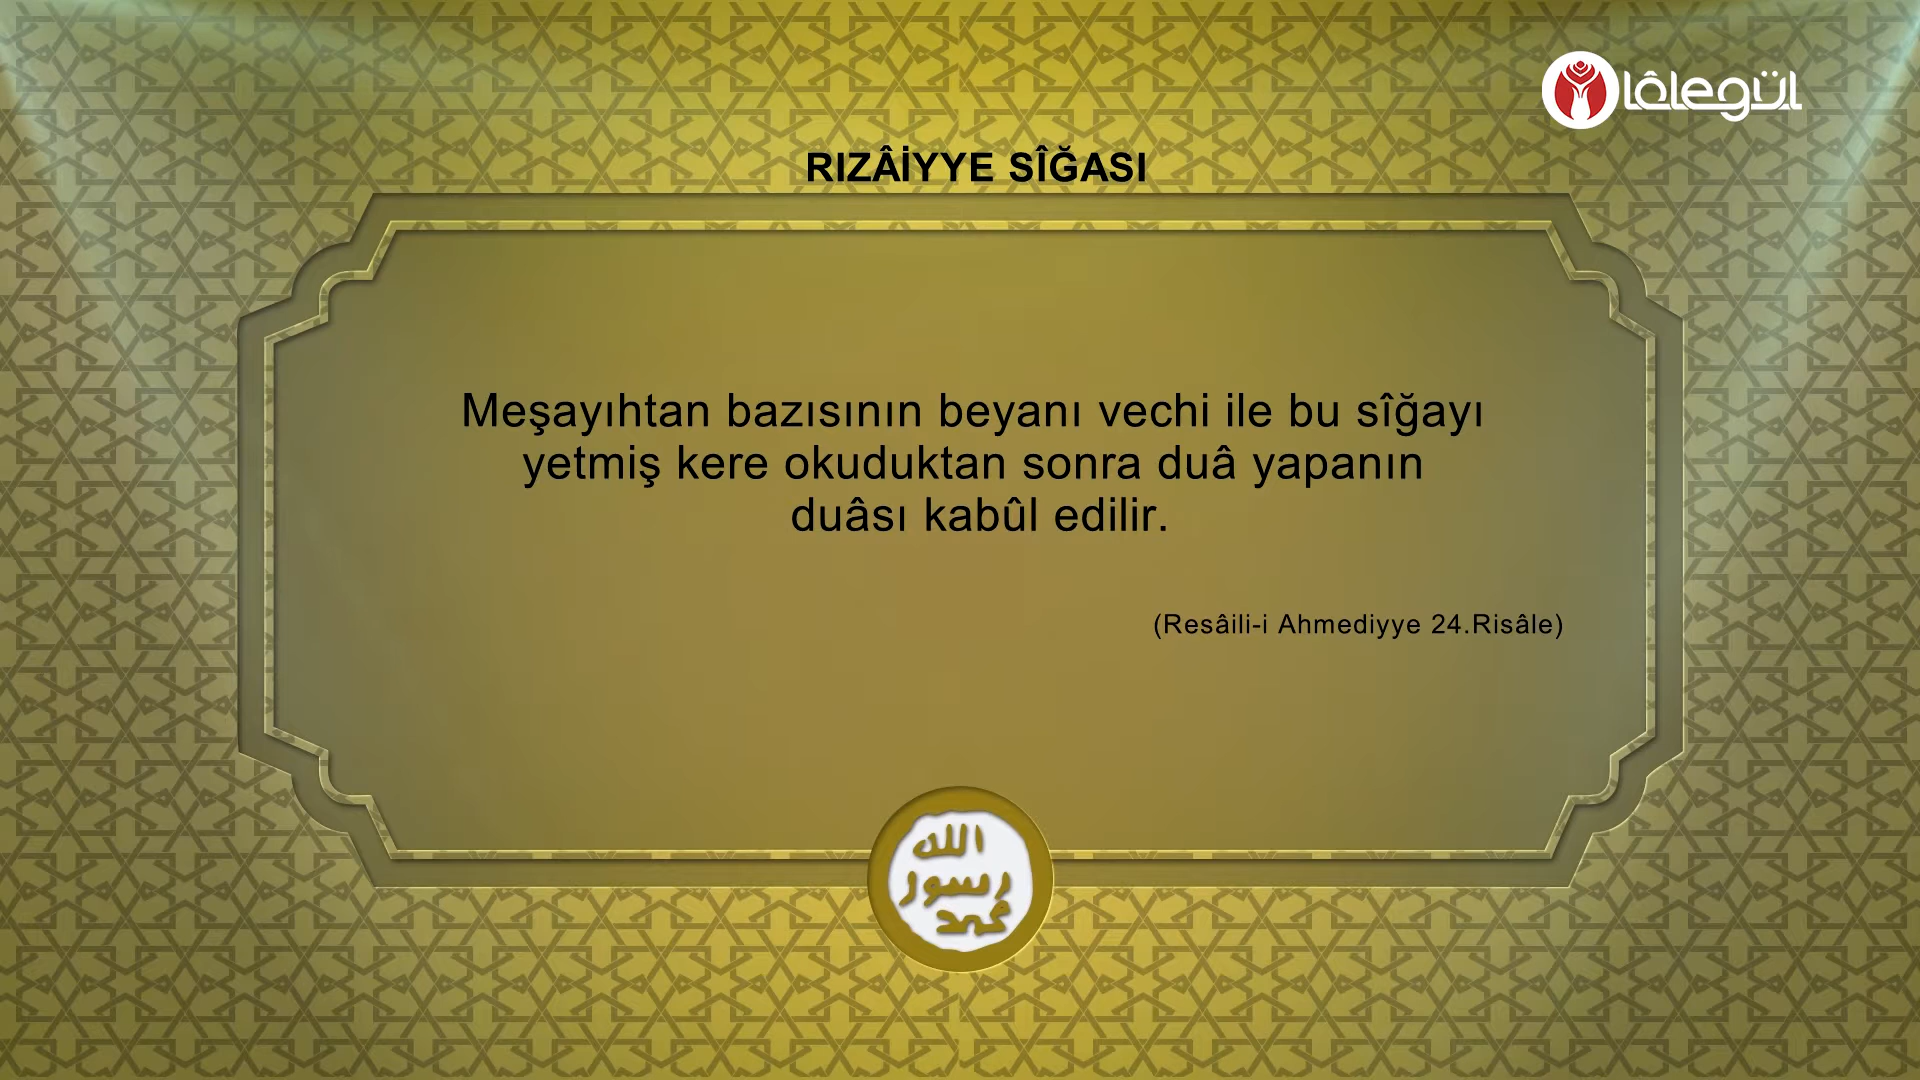 lâlegül
RIZÂİYYE SÎĞASI
Meşayıhtan bazısının beyanı vechi ile bu sîğayı
yetmiş kere okuduktan sonra duâ yapanın
duâsı kabûl edilir.
(Resâili-i Ahmediyye 24.Risâle)
الله
رسول
محمد